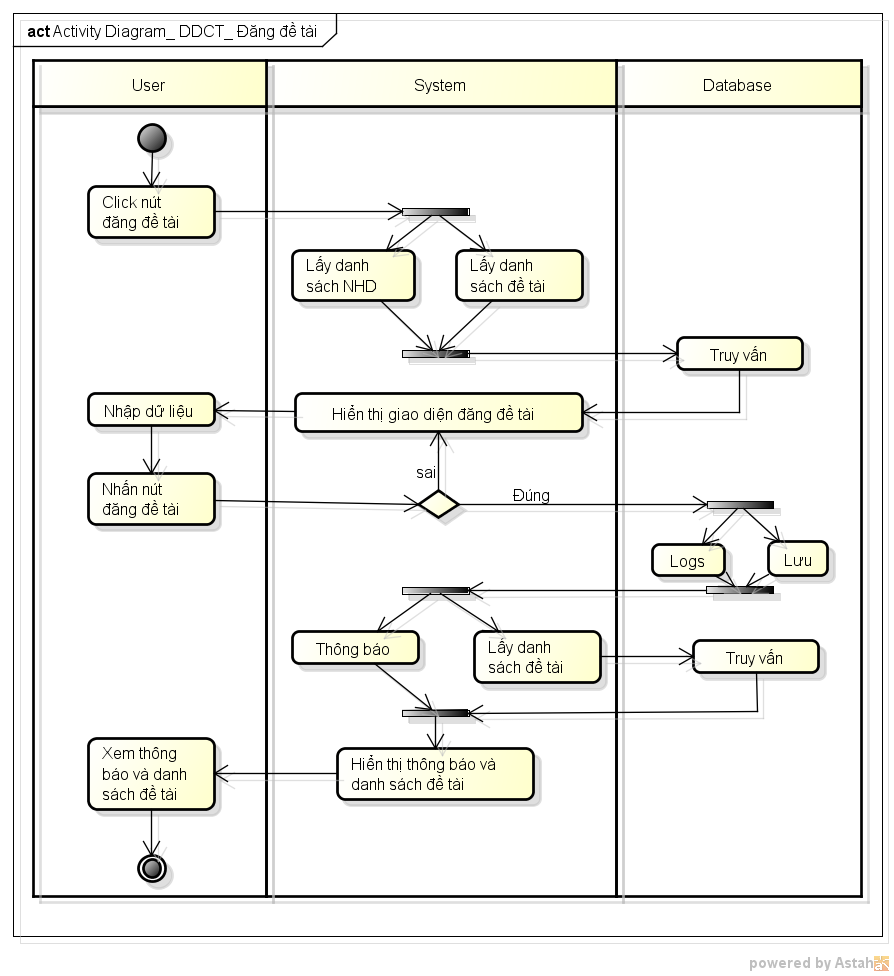 act Activity Diagram_ DDCT_ Đăng đề tài
User
System
Database
Click nút
đăng đề tài
Lấy danh
sách NHD
Lấy danh
sách đề tài
Truy vấn
Nhập dữ liệu
Hiển thị giao diện đăng đề tài
sai
Nhấn nút
đăng đề tài
Đúng
Logs
Lưu
Thông báo
Lấy danh
sách đề tài
Truy vấn
Xem thông
báo và danh
sách đề tài
Hiển thị thông báo và
danh sách đề tài
powered by Astah